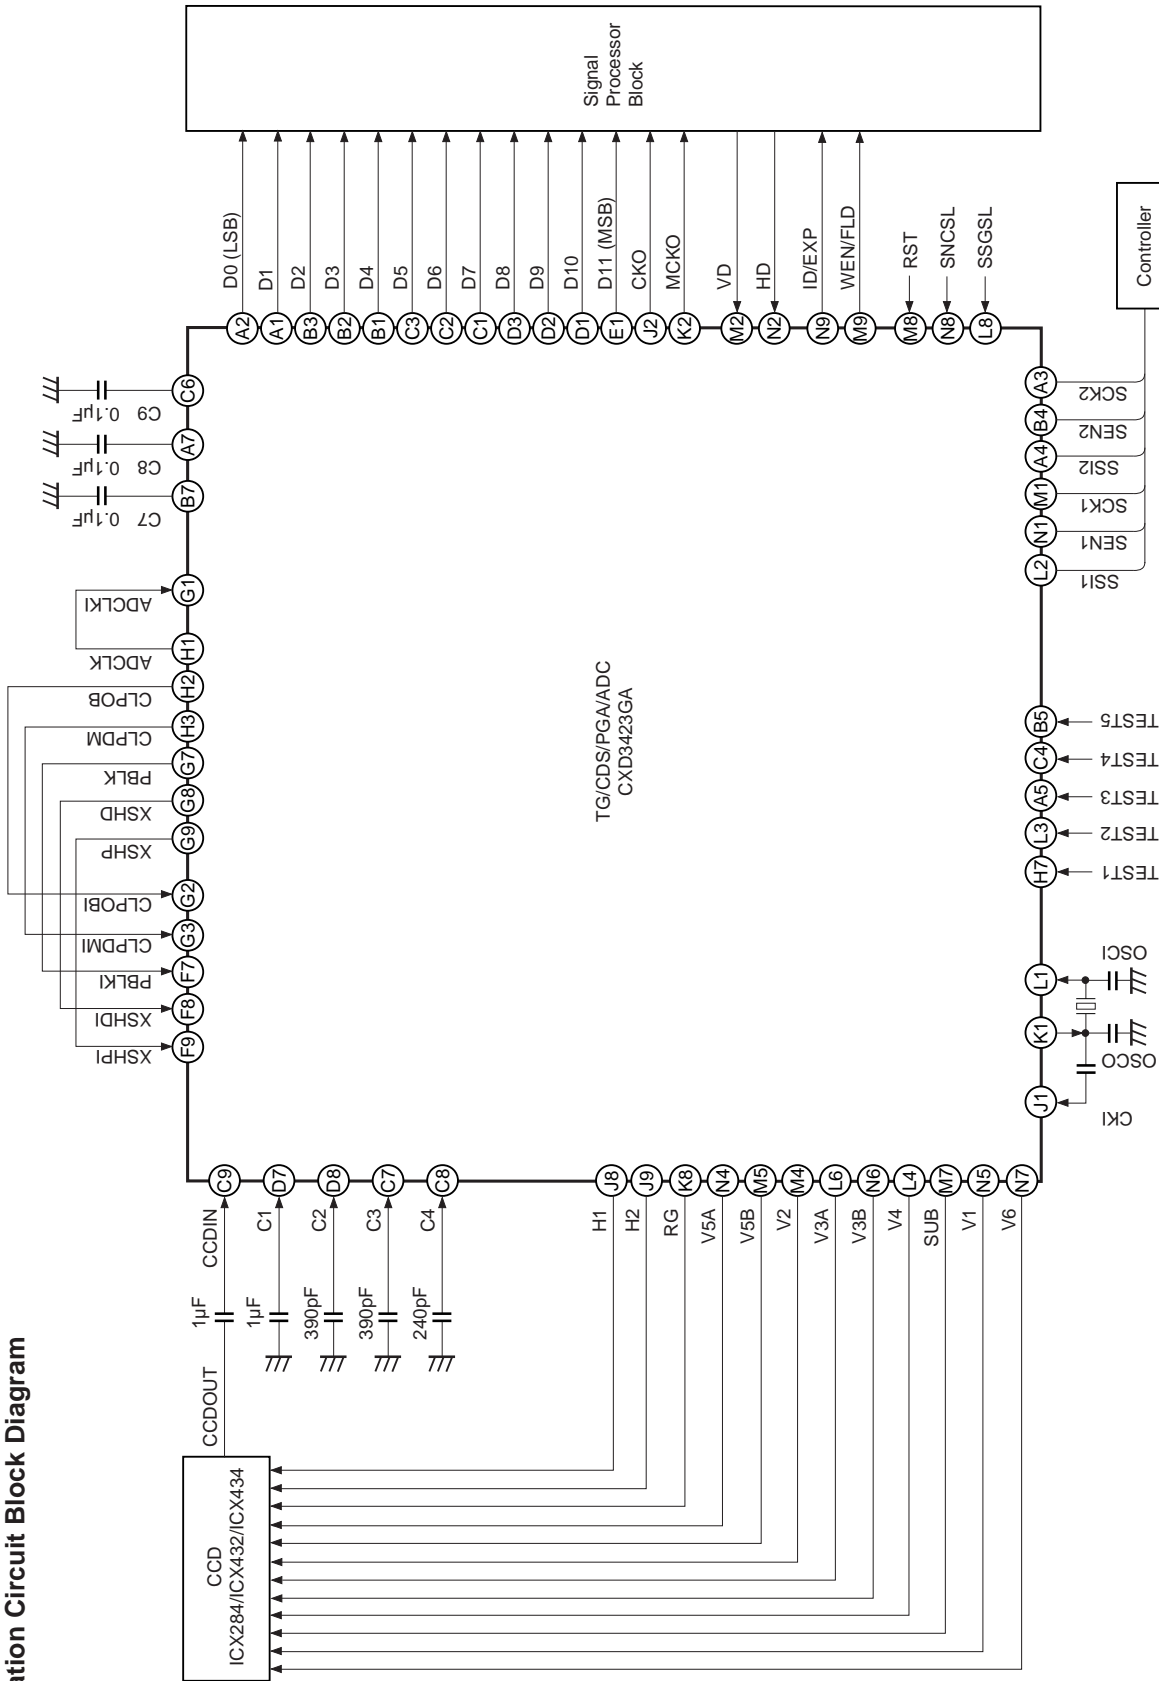 ation Circuit Block Diagram
Signal
Processor
Block
D0 (LSB)
D1
D2
D3
D4
D5
D6
D7
D8
D9
D10
D11 (MSB)
CKO
MCKO
VD
HD
ID/EXP
WEN/FLD
RST
SNCSL
SSGSL
A2
A1
B3
B2
B1
C3
C2
C1
D3
D2
D1
E1
J2
K2
M2
N2
N9
M9
M8
N8
L8
Controller
A3
SCK2
B4
SEN2
A4
SSI2
M1
SCK1
N1
SEN1
L2
SSI1
B5
TEST5
C4
TEST4
A5
TEST3
L3
TEST2
H7
TEST1
L1
OSCI
K1
OSCO
J1
CKI
C6
C9 0.1µF
A7
C8 0.1µF
B7
C7 0.1µF
G1
ADCLKI
H1
ADCLK
H2
CLPOB
H3
CLPDM
G7
PBLK
G8
XSHD
G9
XSHP
G2
CLPOBI
G3
CLPDMI
F7
PBLKI
F8
XSHDI
F9
XSHPI
TG/CDS/PGA/ADC
CXD3423GA
C9
D7
D8
C7
C8
J8
J9
K8
N4
M5
M4
L6
N6
L4
M7
N5
N7
CCDIN
C1
C2
C3
C4
H1
H2
RG
V5A
V5B
V2
V3A
V3B
V4
SUB
V1
V6
1µF
1µF
390pF
390pF
240pF
CCDOUT
CCD
ICX284/ICX432/ICX434